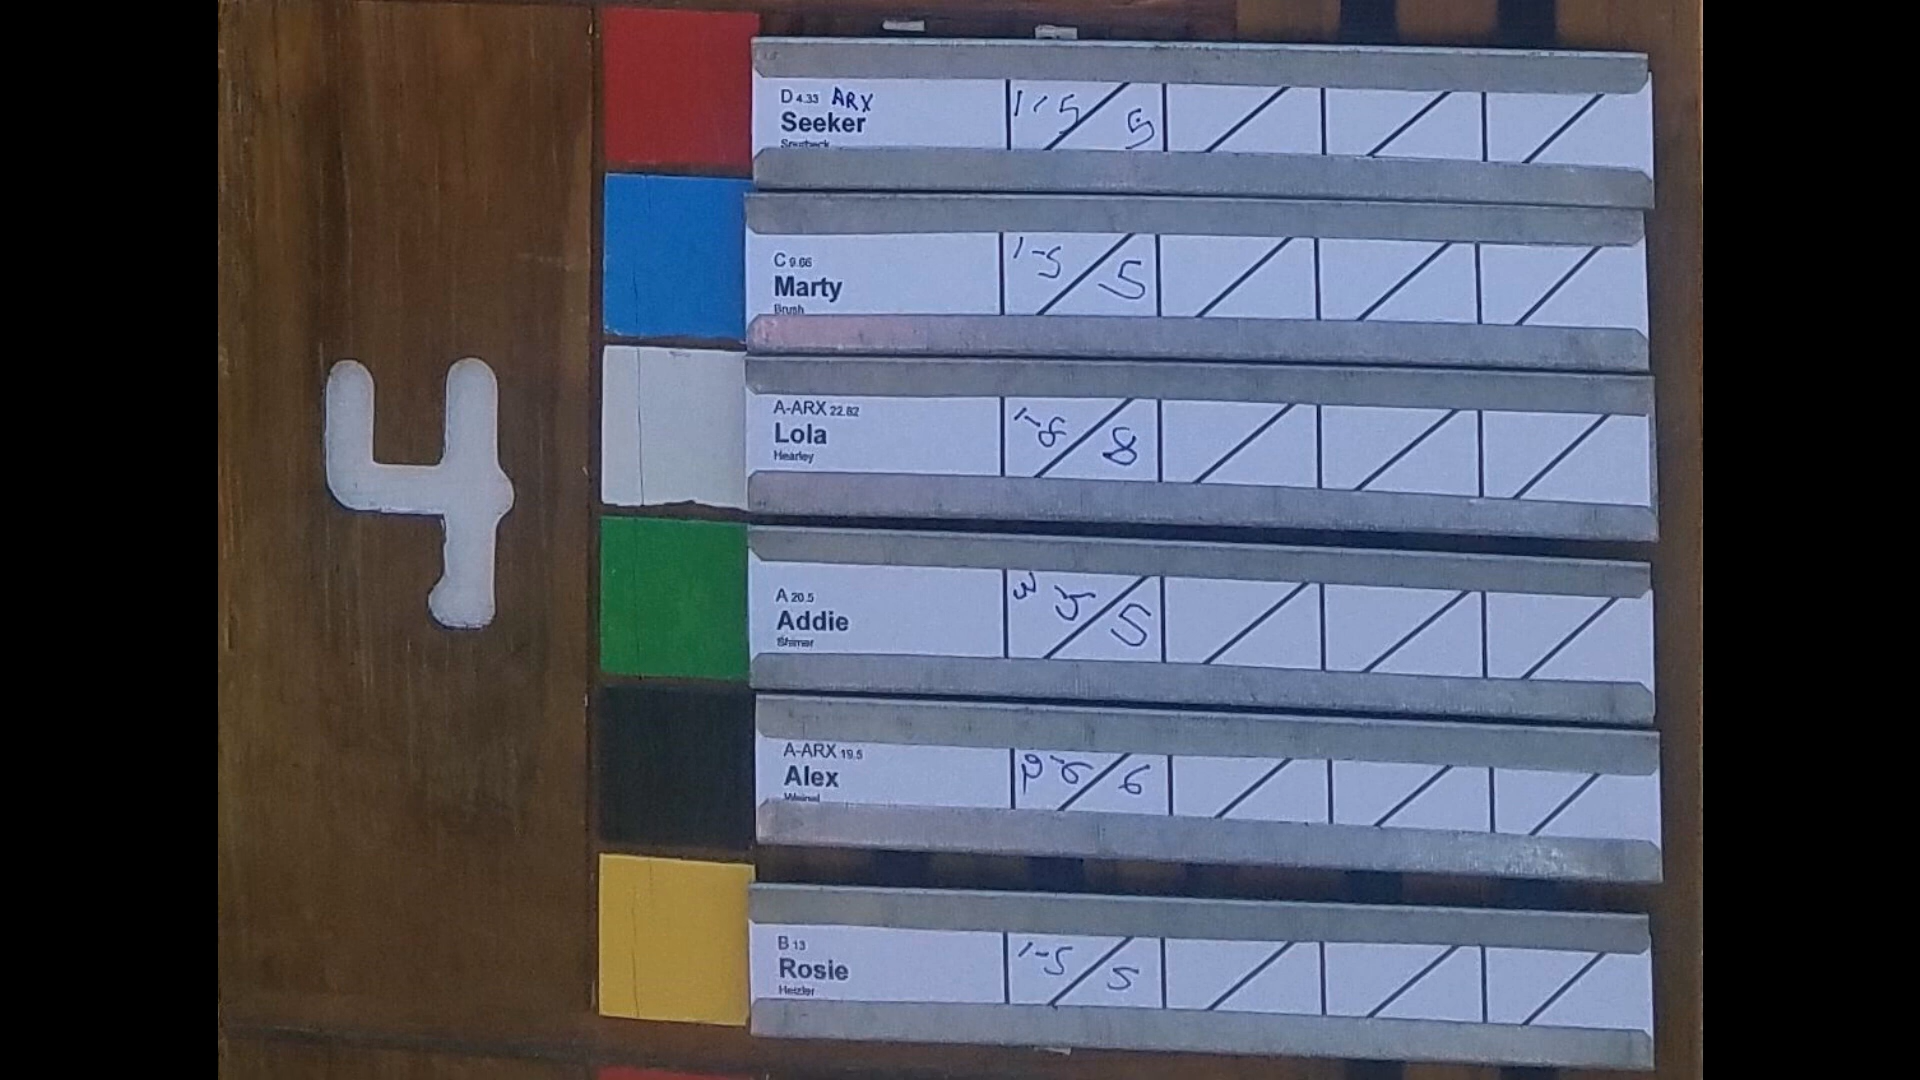 4
D 4.33 ARX
Seeker
1-5 5
C 9.66
Marty
Brush
1-5 5
A-ARX 22.82
Lola
Hearley
1-8 8
A 20.5
Addie
Shimer
3 5 5
A-ARX 19.5
Alex
6 6
B 13
Rosie
Heizler
1-5 5